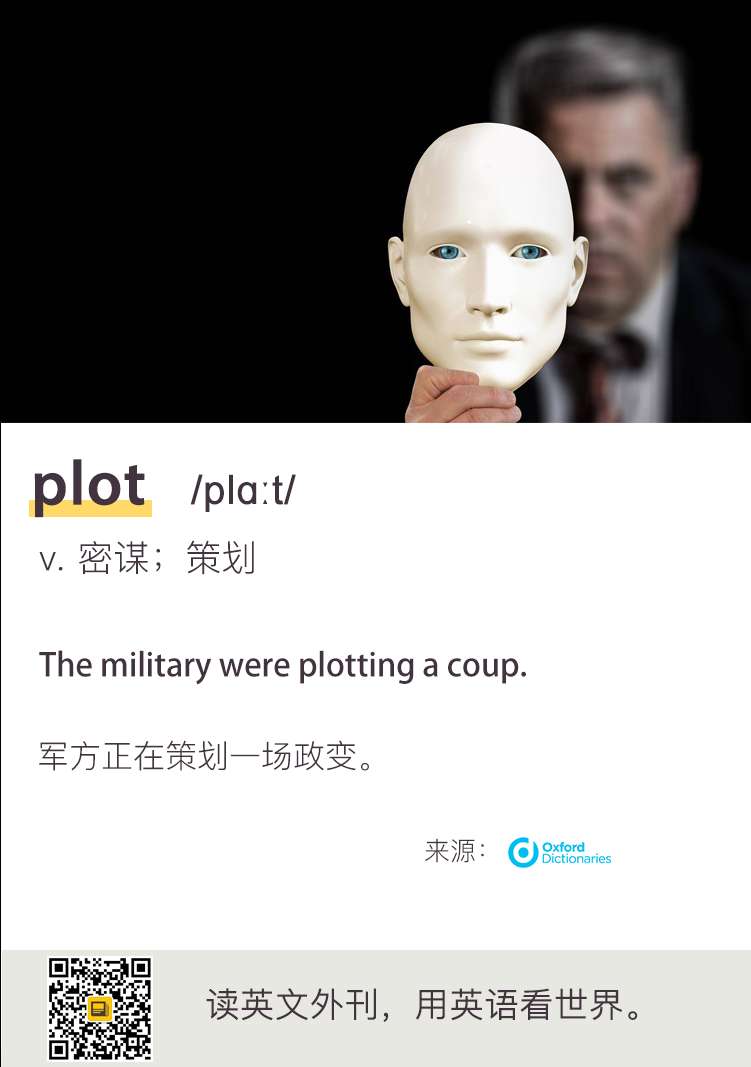 plot /plɑːt/
v. 密谋；策划
The military were plotting a coup.
军方正在策划一场政变。
来源：Oxford
Dictionaries
读英文外刊，用英语看世界。